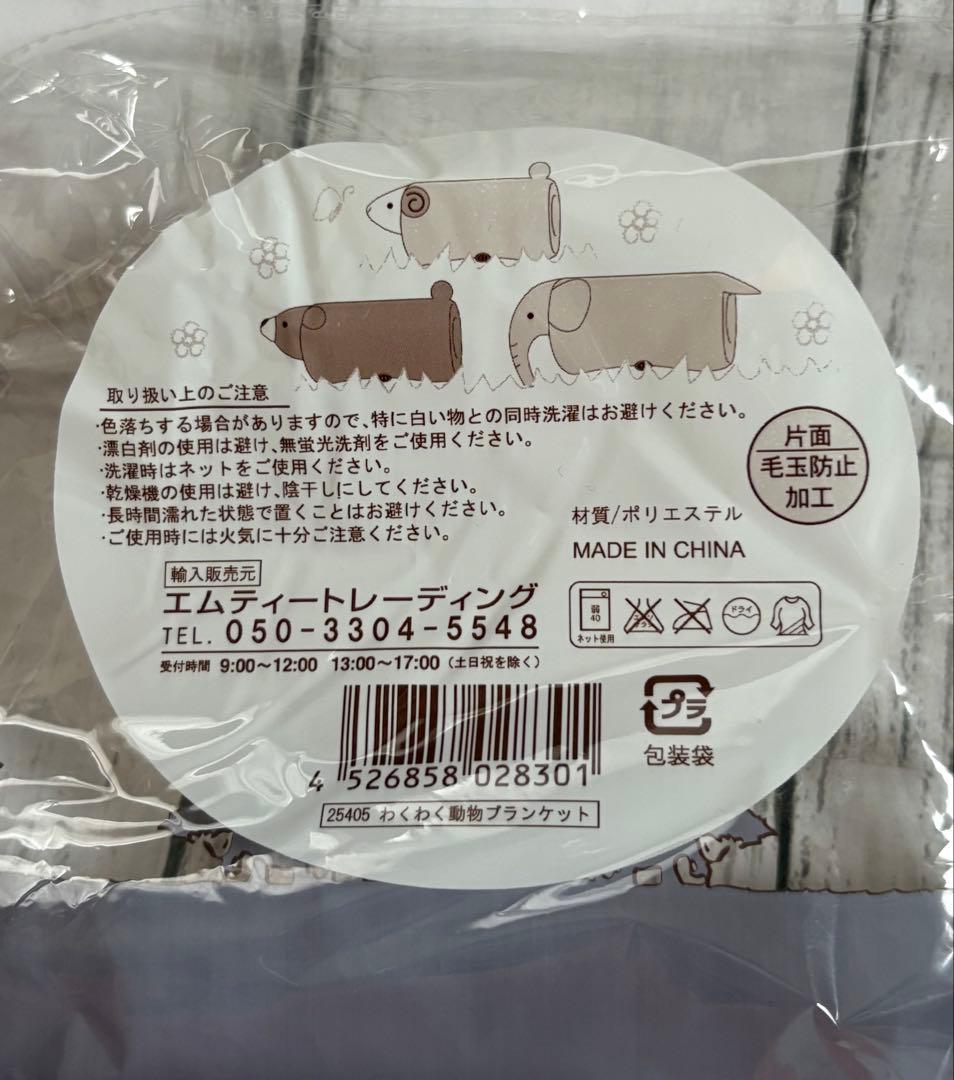 取り扱い上のご注意
・色落ちする場合がありますので、特に白い物との同時洗濯はお避けください。
・漂白剤の使用は避け、無蛍光洗剤をご使用ください。
・洗濯時はネットをご使用ください。
・乾燥機の使用は避け、陰干しにしてください。
・長時間濡れた状態で置くことはお避けください。
・ご使用時には火気に十分ご注意ください。
片面
毛玉防止
加工
材質/ポリエステル
MADE IN CHINA
輸入販売元
エムティートレーディング
TEL. 050-3304-5548
受付時間 9:00〜12:00 13:00〜17:00 (土日祝を除く)
弱
40
ネット使用
ドライ
プラ
包装袋
4 526858 028301
25405 わくわく動物ブランケット